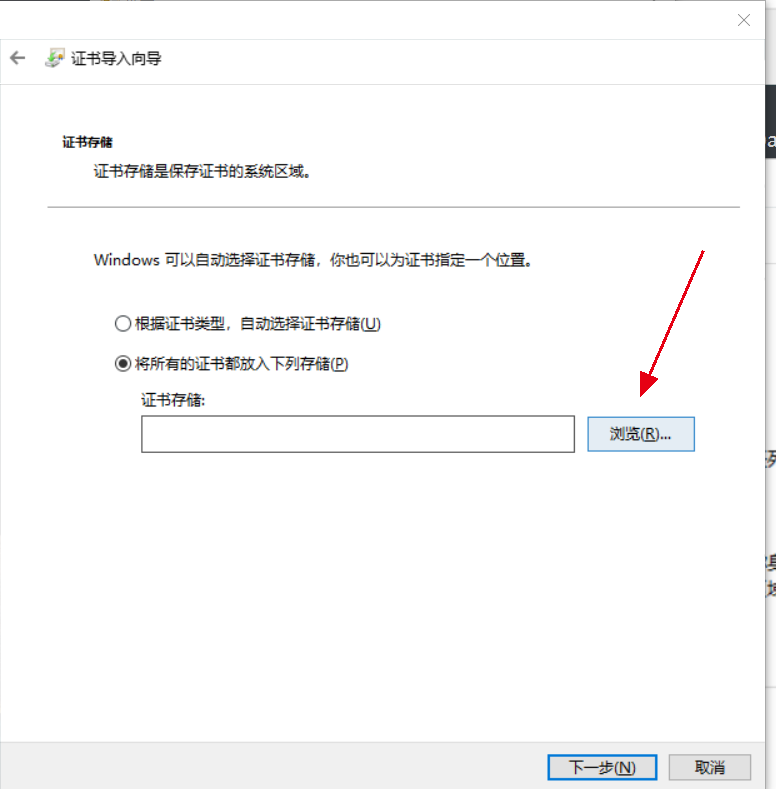 证书导入向导
证书存储
证书存储是保存证书的系统区域。
Windows 可以自动选择证书存储，你也可以为证书指定一个位置。
根据证书类型，自动选择证书存储(U)
将所有的证书都放入下列存储(P)
证书存储:
浏览(R)...
下一步(N)
取消